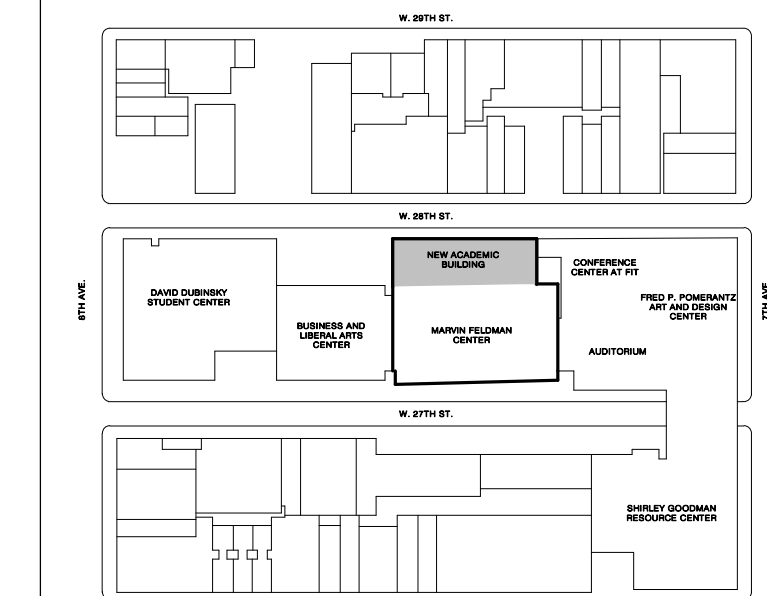 W. 29TH ST.
W. 28TH ST.
NEW ACADEMIC
BUILDING
CONFERENCE
CENTER AT FIT
8TH AVE.
DAVID DUBINSKY
STUDENT CENTER
FRED P. POMERANTZ
ART AND DESIGN
CENTER
7TH AVE.
BUSINESS AND
LIBERAL ARTS
CENTER
MARVIN FELDMAN
CENTER
AUDITORIUM
W. 27TH ST.
SHIRLEY GOODMAN
RESOURCE CENTER